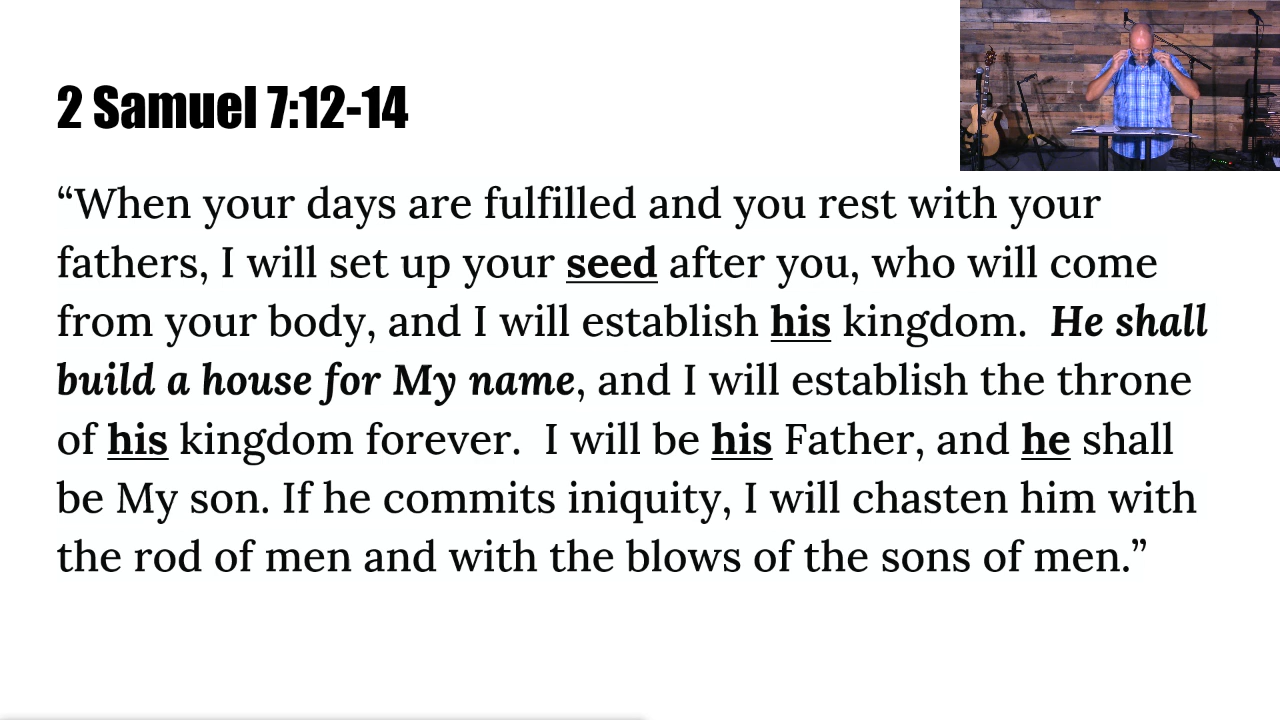 2 Samuel 7:12-14
“When your days are fulfilled and you rest with your
fathers, I will set up your seed after you, who will come
from your body, and I will establish his kingdom.  He shall
build a house for My name, and I will establish the throne
of his kingdom forever.  I will be his Father, and he shall
be My son. If he commits iniquity, I will chasten him with
the rod of men and with the blows of the sons of men.”